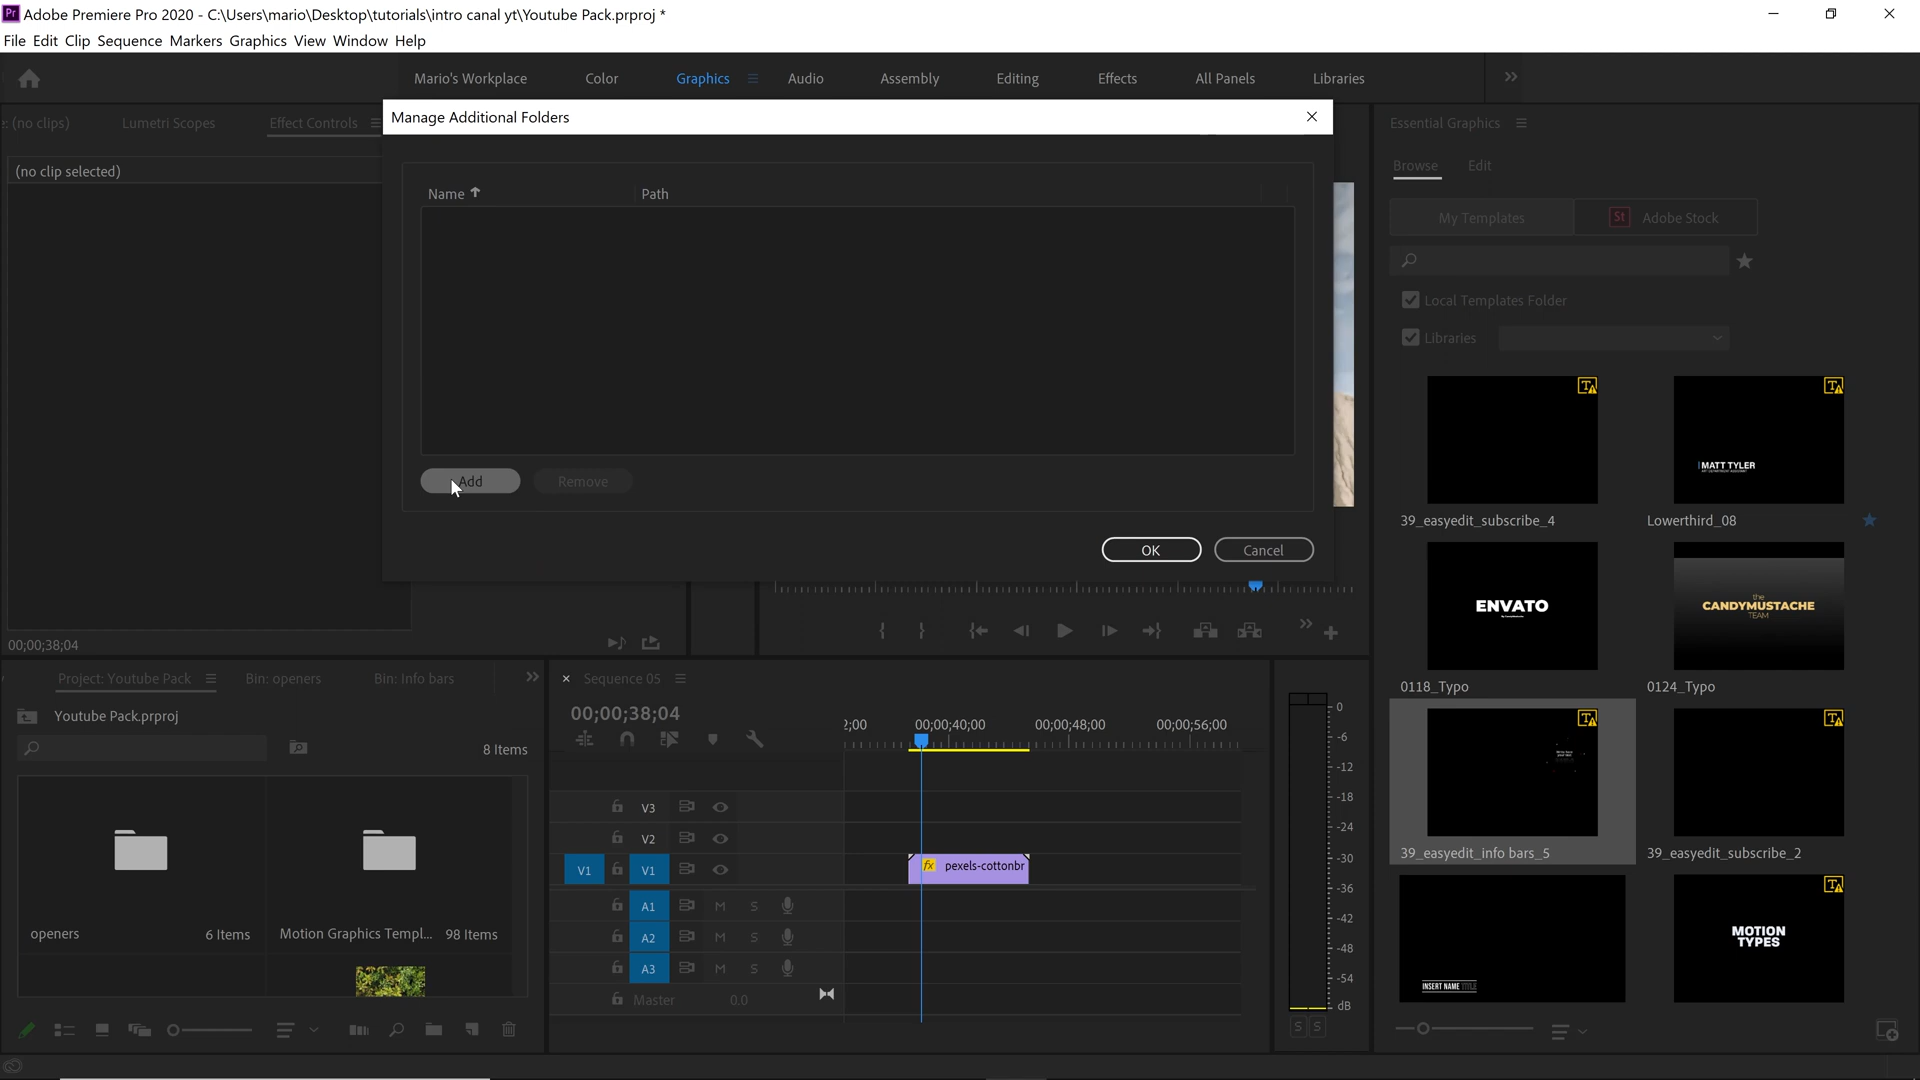 Pr Adobe Premiere Pro 2020 - C:\Users\mario\Desktop\tutorials\intro canal yt\Youtube Pack.prproj *
File Edit Clip Sequence Markers Graphics View Window Help
Mario's Workplace Color Graphics Audio Assembly Editing Effects All Panels Libraries
e: (no clips) Lumetri Scopes Effect Controls
(no clip selected)
00;00;38;04
Manage Additional Folders
Name Path
Add Remove
OK Cancel
Essential Graphics
Browse Edit
My Templates St Adobe Stock
Local Templates Folder
Libraries
MATT TYLER
39_easyedit_subscribe_4 Lowerthird_08
ENVATO
the
CANDYMUSTACHE
TEAM
0118_Typo 0124_Typo
39_easyedit_info bars_5 39_easyedit_subscribe_2
INSERT NAME TITLE
MOTION
TYPES
Project: Youtube Pack Bin: openers Bin: Info bars
Youtube Pack.prproj
8 Items
openers 6 Items
Motion Graphics Templ... 98 Items
Sequence 05
00;00;38;04
2;00 00;00;40;00 00;00;48;00 00;00;56;00
V3
V2
V1 V1 fx pexels-cottonbr
A1 M S
A2 M S
A3 M S
Master 0.0
0
-6
-12
-18
-24
-30
-36
-42
-48
-54
dB
S S